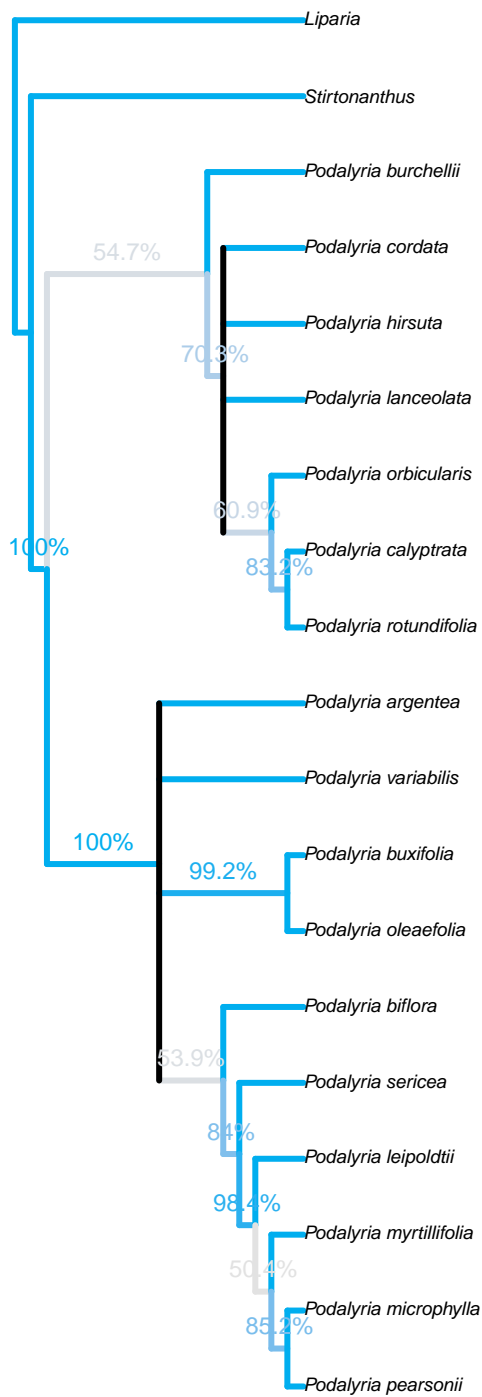 Liparia
Stirtonanthus
Podalyria burchellii
Podalyria cordata
54.7%
Podalyria hirsuta
70.3%
Podalyria lanceolata
Podalyria orbicularis
60.9%
Podalyria calyptrata
100%
83.2%
Podalyria rotundifolia
Podalyria argentea
Podalyria variabilis
100%
Podalyria buxifolia
99.2%
Podalyria oleaefolia
Podalyria biflora
53.9%
Podalyria sericea
84%
Podalyria leipoldtii
98.4%
Podalyria myrtillifolia
50.4%
Podalyria microphylla
85.2%
Podalyria pearsonii